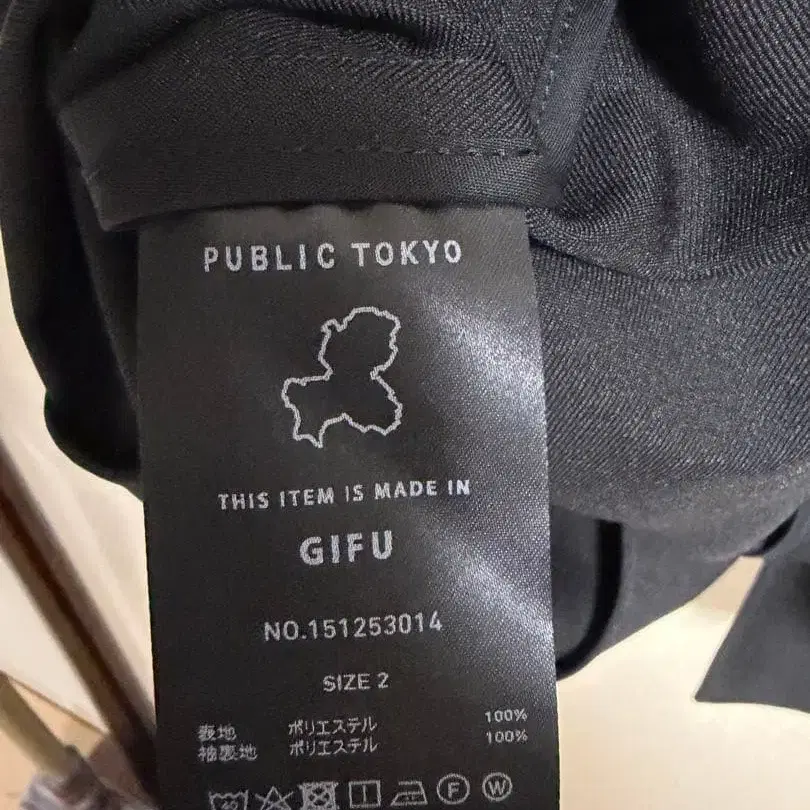 PUBLIC TOKYO
THIS ITEM IS MADE IN
GIFU
NO.151253014
SIZE 2
表地 ポリエステル 100%
袖裏地 ポリエステル 100%
40 F W